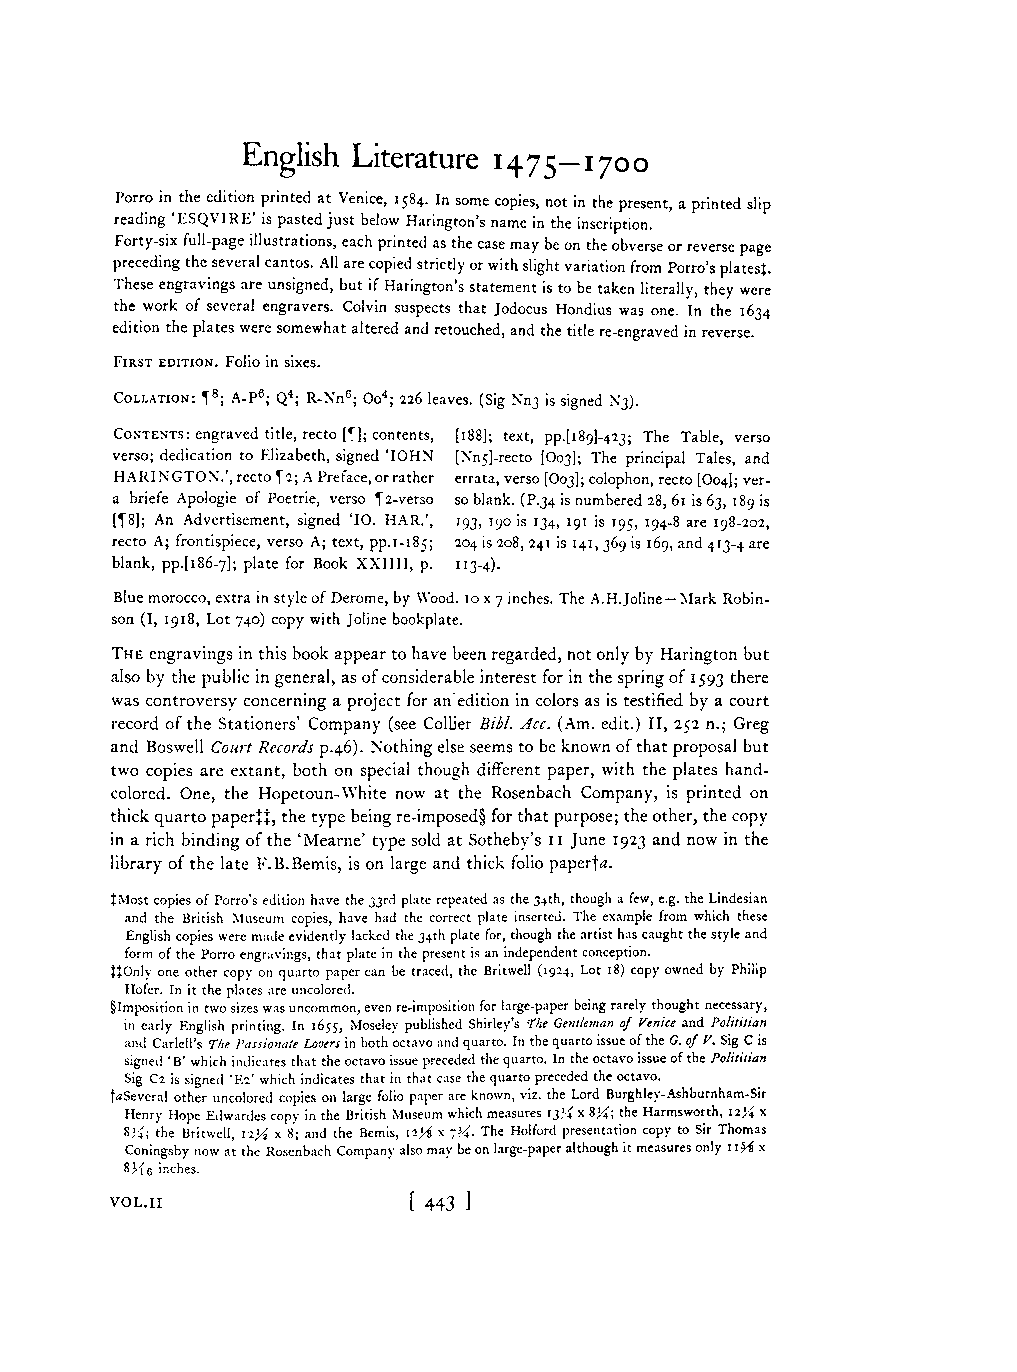 English Literature 1475–1700
Porro in the edition printed at Venice, 1584. In some copies, not in the present, a printed slip
reading 'ESQVIRE' is pasted just below Harington's name in the inscription.
Forty-six full-page illustrations, each printed as the case may be on the obverse or reverse page
preceding the several cantos. All are copied strictly or with slight variation from Porro's plates‡.
These engravings are unsigned, but if Harington's statement is to be taken literally, they were
the work of several engravers. Colvin suspects that Jodocus Hondius was one. In the 1634
edition the plates were somewhat altered and retouched, and the title re-engraved in reverse.
FIRST EDITION. Folio in sixes.
COLLATION: ¶⁸; A-P⁶; Q⁴; R-Nn⁶; Oo⁴; 226 leaves. (Sig Nn3 is signed N3).
CONTENTS: engraved title, recto [¶]; contents,
verso; dedication to Elizabeth, signed 'IOHN
HARINGTON.', recto ¶2; A Preface, or rather
a briefe Apologie of Poetrie, verso ¶2-verso
[¶8]; An Advertisement, signed 'IO. HAR.',
recto A; frontispiece, verso A; text, pp.1-185;
blank, pp.[186-7]; plate for Book XXIIII, p.
[188]; text, pp.[189]-423; The Table, verso
[Nn5]-recto [Oo3]; The principal Tales, and
errata, verso [Oo3]; colophon, recto [Oo4]; ver-
so blank. (P.34 is numbered 28, 61 is 63, 189 is
193, 190 is 134, 191 is 195, 194-8 are 198-202,
204 is 208, 241 is 141, 369 is 169, and 413-4 are
113-4).
Blue morocco, extra in style of Derome, by Wood. 10 x 7 inches. The A.H.Joline—Mark Robin-
son (I, 1918, Lot 740) copy with Joline bookplate.
THE engravings in this book appear to have been regarded, not only by Harington but
also by the public in general, as of considerable interest for in the spring of 1593 there
was controversy concerning a project for an edition in colors as is testified by a court
record of the Stationers' Company (see Collier Bibl. Acc. (Am. edit.) II, 252 n.; Greg
and Boswell Court Records p.46). Nothing else seems to be known of that proposal but
two copies are extant, both on special though different paper, with the plates hand-
colored. One, the Hopetoun-White now at the Rosenbach Company, is printed on
thick quarto paper‡‡, the type being re-imposed§ for that purpose; the other, the copy
in a rich binding of the 'Mearne' type sold at Sotheby's 11 June 1923 and now in the
library of the late F.B.Bemis, is on large and thick folio paper†a.
‡Most copies of Porro's edition have the 33rd plate repeated as the 34th, though a few, e.g. the Lindesian
and the British Museum copies, have had the correct plate inserted. The example from which these
English copies were made evidently lacked the 34th plate for, though the artist has caught the style and
form of the Porro engravings, that plate in the present is an independent conception.
‡‡Only one other copy on quarto paper can be traced, the Britwell (1924, Lot 18) copy owned by Philip
Hofer. In it the plates are uncolored.
§Imposition in two sizes was uncommon, even re-imposition for large-paper being rarely thought necessary,
in early English printing. In 1655, Moseley published Shirley's The Gentleman of Venice and Polititian
and Carlell's The Passionate Lovers in both octavo and quarto. In the quarto issue of the G. of V. Sig C is
signed 'B' which indicates that the octavo issue preceded the quarto. In the octavo issue of the Polititian
Sig C2 is signed 'E2' which indicates that in that case the quarto preceded the octavo.
†aSeveral other uncolored copies on large folio paper are known, viz. the Lord Burghley-Ashburnham-Sir
Henry Hope Edwardes copy in the British Museum which measures x the Harmsworth, x
the Britwell, x 8; and the Bemis, x The Holford presentation copy to Sir Thomas
Coningsby now at the Rosenbach Company also may be on large-paper although it measures only x
inches.
VOL.II
[ 443 ]